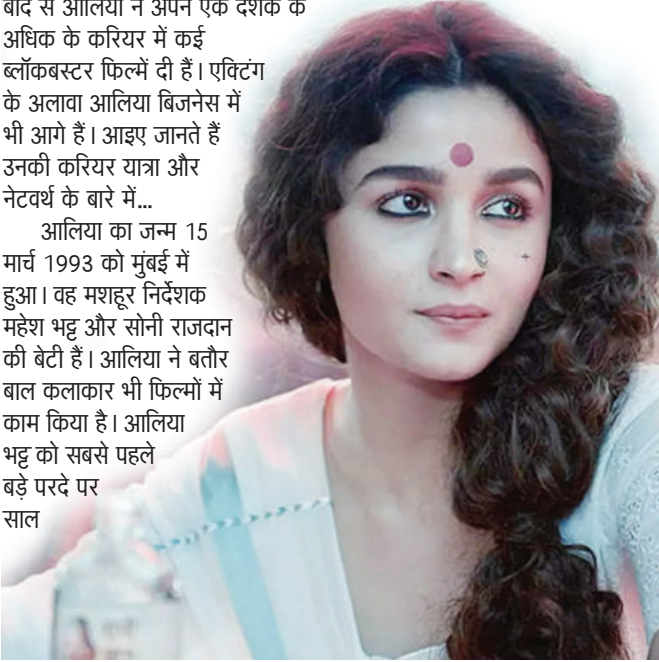 बाद से आलिया ने अपने एक दशक के
अधिक के करियर में कई
ब्लॉकबस्टर फिल्में दी हैं। एक्टिंग
के अलावा आलिया बिजनेस में
भी आगे हैं। आइए जानते हैं
उनकी करियर यात्रा और
नेटवर्थ के बारे में...
आलिया का जन्म 15
मार्च 1993 को मुंबई में
हुआ। वह मशहूर निर्देशक
महेश भट्ट और सोनी राजदान
की बेटी हैं। आलिया ने बतौर
बाल कलाकार भी फिल्मों में
काम किया है। आलिया
भट्ट को सबसे पहले
बड़े परदे पर
साल